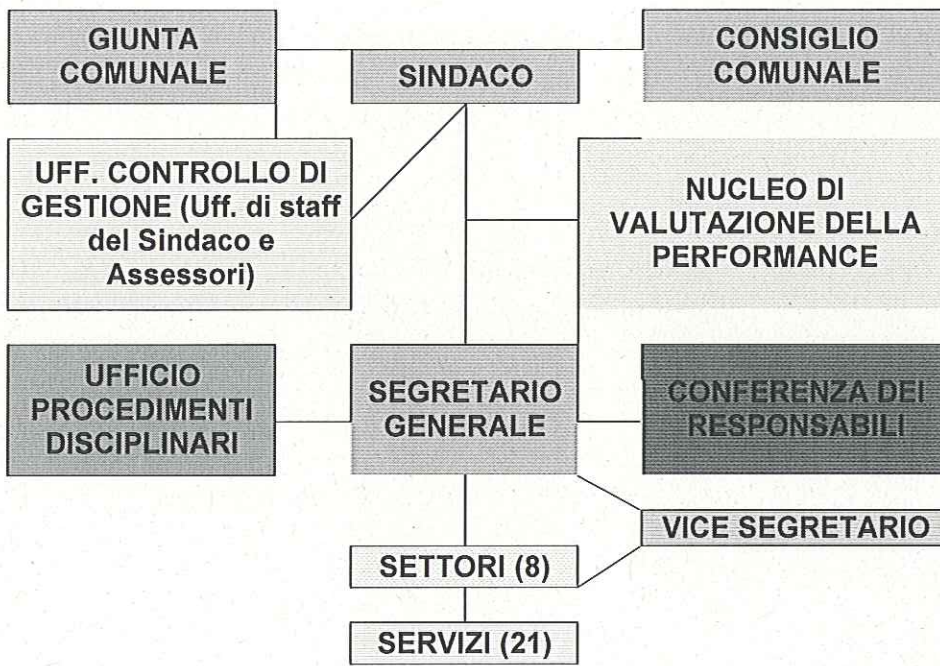 GIUNTA
COMUNALE
SINDACO
CONSIGLIO
COMUNALE
UFF. CONTROLLO DI
GESTIONE (Uff. di staff
del Sindaco e
Assessori)
NUCLEO DI
VALUTAZIONE DELLA
PERFORMANCE
UFFICIO
PROCEDIMENTI
DISCIPLINARI
SEGRETARIO
GENERALE
CONFERENZA DEI
RESPONSABILI
VICE SEGRETARIO
SETTORI (8)
SERVIZI (21)